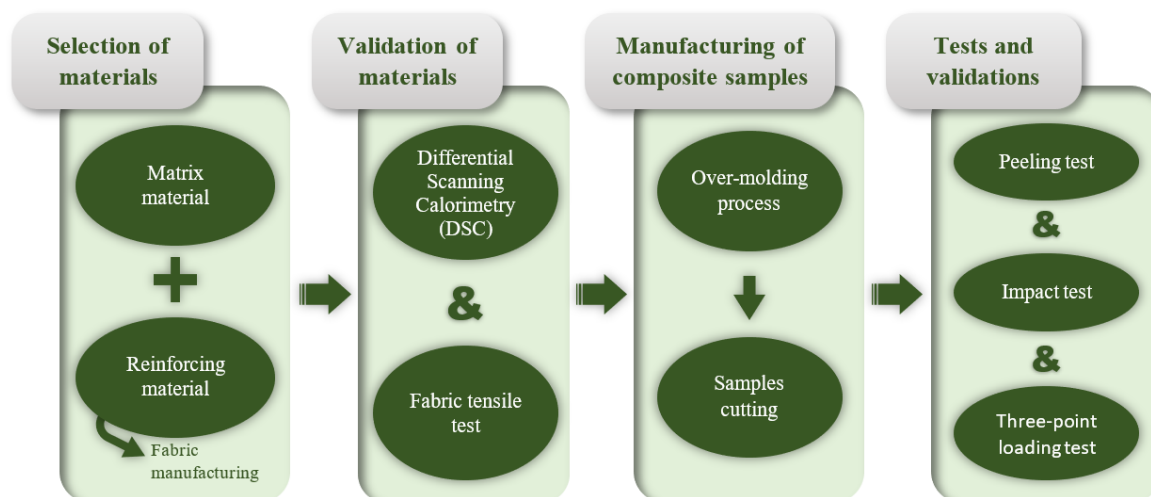 Selection of
materials
Matrix
material
+
Reinforcing
material
Fabric
manufacturing
Validation of
materials
Differential
Scanning
Calorimetry
(DSC)
&
Fabric tensile
test
Manufacturing of
composite samples
Over-molding
process
Samples
cutting
Tests and
validations
Peeling test
&
Impact test
&
Three-point
loading test